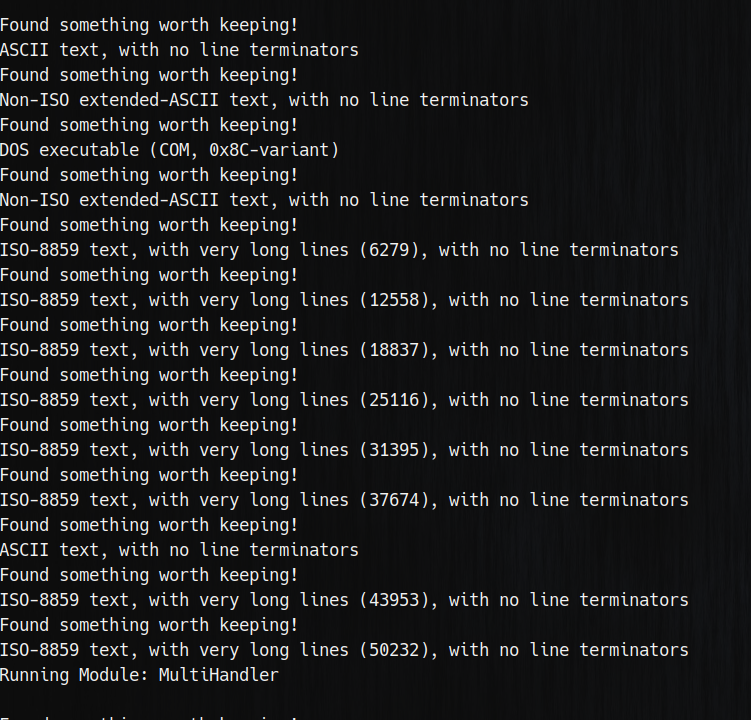 Found something worth keeping!
ASCII text, with no line terminators
Found something worth keeping!
Non-ISO extended-ASCII text, with no line terminators
Found something worth keeping!
DOS executable (COM, 0x8C-variant)
Found something worth keeping!
Non-ISO extended-ASCII text, with no line terminators
Found something worth keeping!
ISO-8859 text, with very long lines (6279), with no line terminators
Found something worth keeping!
ISO-8859 text, with very long lines (12558), with no line terminators
Found something worth keeping!
ISO-8859 text, with very long lines (18837), with no line terminators
Found something worth keeping!
ISO-8859 text, with very long lines (25116), with no line terminators
Found something worth keeping!
ISO-8859 text, with very long lines (31395), with no line terminators
Found something worth keeping!
ISO-8859 text, with very long lines (37674), with no line terminators
Found something worth keeping!
ASCII text, with no line terminators
Found something worth keeping!
ISO-8859 text, with very long lines (43953), with no line terminators
Found something worth keeping!
ISO-8859 text, with very long lines (50232), with no line terminators
Running Module: MultiHandler